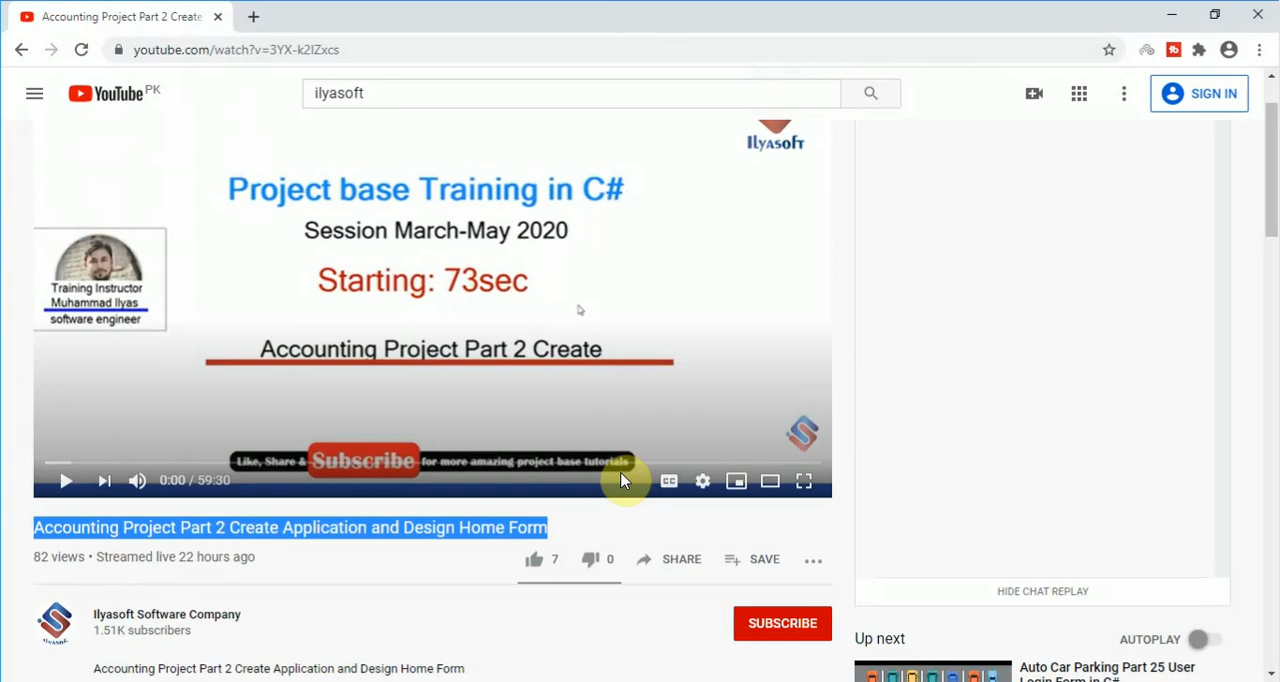 Accounting Project Part 2 Create
youtube.com/watch?v=3YX-k2IZxcs
YouTube PK
ilyasoft
SIGN IN
Ilyasoft
Project base Training in C#
Session March-May 2020
Starting: 73sec
Training Instructor
Muhammad Ilyas
software engineer
Accounting Project Part 2 Create
Like, Share & Subscribe for more amazing project base tutorials
0:00 / 59:30
CC
Accounting Project Part 2 Create Application and Design Home Form
82 views • Streamed live 22 hours ago
7 0 SHARE SAVE
HIDE CHAT REPLAY
Ilyasoft Software Company
1.51K subscribers
SUBSCRIBE
Accounting Project Part 2 Create Application and Design Home Form
Up next
AUTOPLAY
Auto Car Parking Part 25 User
Login Form in C#